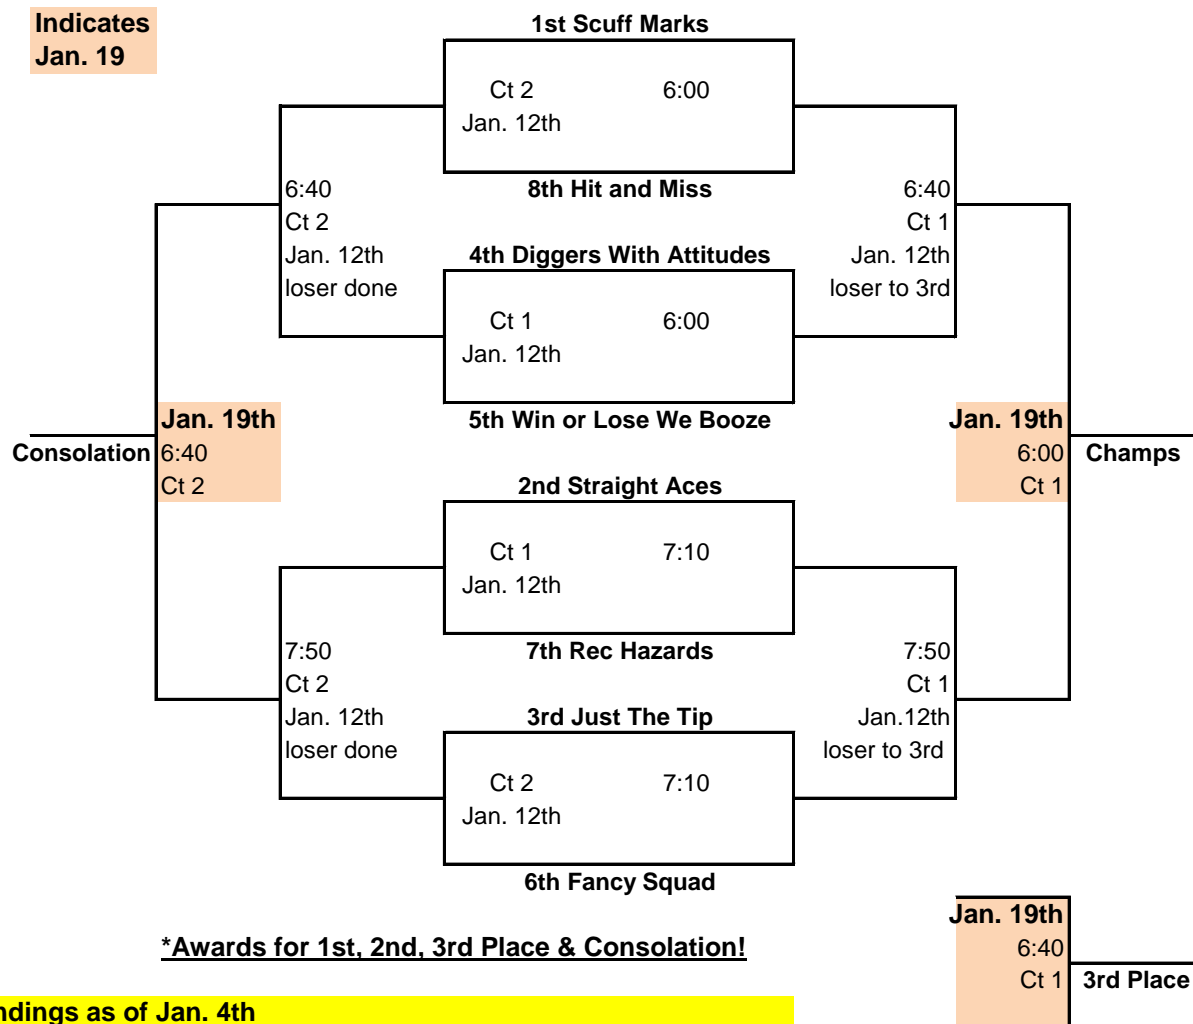 Indicates
Jan. 19
1st Scuff Marks
Ct 2 6:00
Jan. 12th
8th Hit and Miss
6:40
Ct 2
Jan. 12th
loser done
6:40
Ct 1
Jan. 12th
loser to 3rd
4th Diggers With Attitudes
Ct 1 6:00
Jan. 12th
5th Win or Lose We Booze
Jan. 19th
6:40
Ct 2
Consolation
Jan. 19th
6:00
Ct 1
Champs
2nd Straight Aces
Ct 1 7:10
Jan. 12th
7th Rec Hazards
7:50
Ct 2
Jan. 12th
loser done
7:50
Ct 1
Jan.12th
loser to 3rd
3rd Just The Tip
Ct 2 7:10
Jan. 12th
6th Fancy Squad
Jan. 19th
6:40
Ct 1
3rd Place
*Awards for 1st, 2nd, 3rd Place & Consolation!
ndings as of Jan. 4th